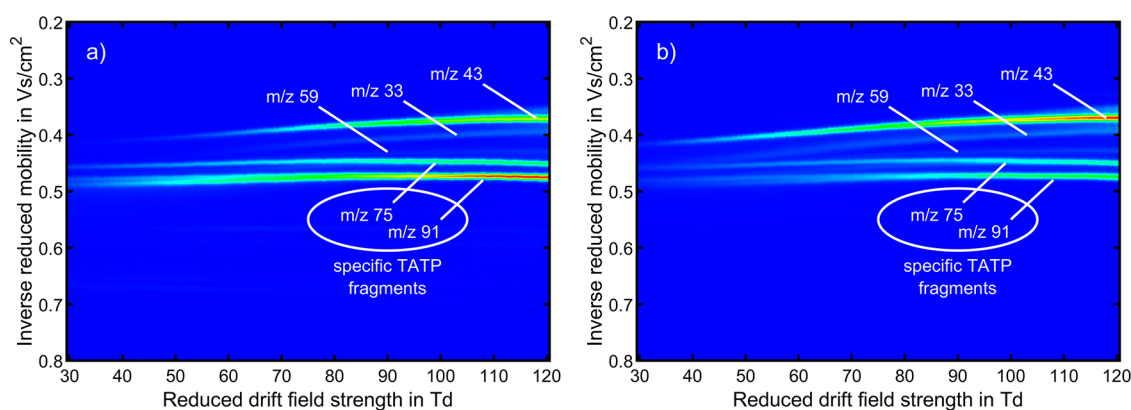 a)
m/z 43
m/z 33
m/z 59
m/z 75
m/z 91
specific TATP
fragments
0.2
0.3
0.4
0.5
0.6
0.7
0.8
Inverse reduced mobility in Vs/cm²
30 40 50 60 70 80 90 100 110 120
Reduced drift field strength in Td
b)
m/z 43
m/z 33
m/z 59
m/z 75
m/z 91
specific TATP
fragments
0.2
0.3
0.4
0.5
0.6
0.7
0.8
Inverse reduced mobility in Vs/cm²
30 40 50 60 70 80 90 100 110 120
Reduced drift field strength in Td